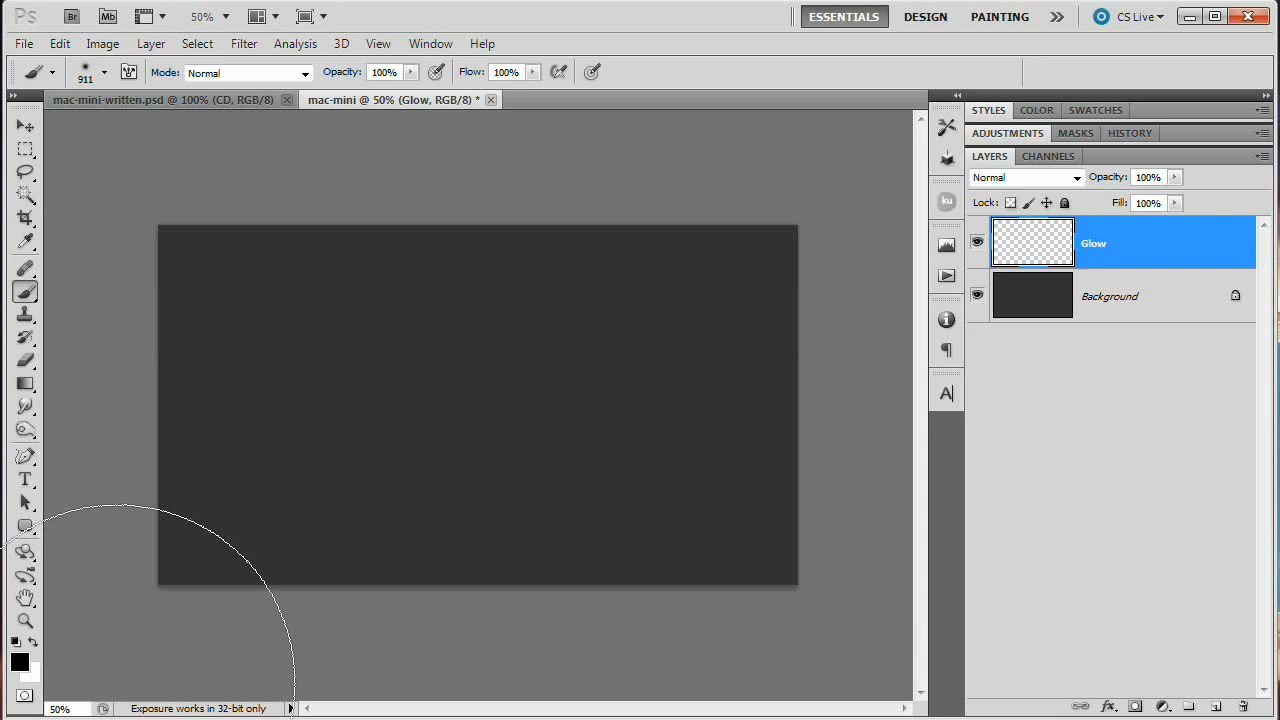 Ps Br Mb 50% ESSENTIALS DESIGN PAINTING CS Live
File Edit Image Layer Select Filter Analysis 3D View Window Help
911 Mode: Normal Opacity: 100% Flow: 100%
mac-mini-written.psd @ 100% (CD, RGB/8) mac-mini @ 50% (Glow, RGB/8) *
STYLES COLOR SWATCHES
ADJUSTMENTS MASKS HISTORY
LAYERS CHANNELS
Normal Opacity: 100%
Lock: Fill: 100%
ku
Glow
Background
A
T
50% Exposure works in 32-bit only